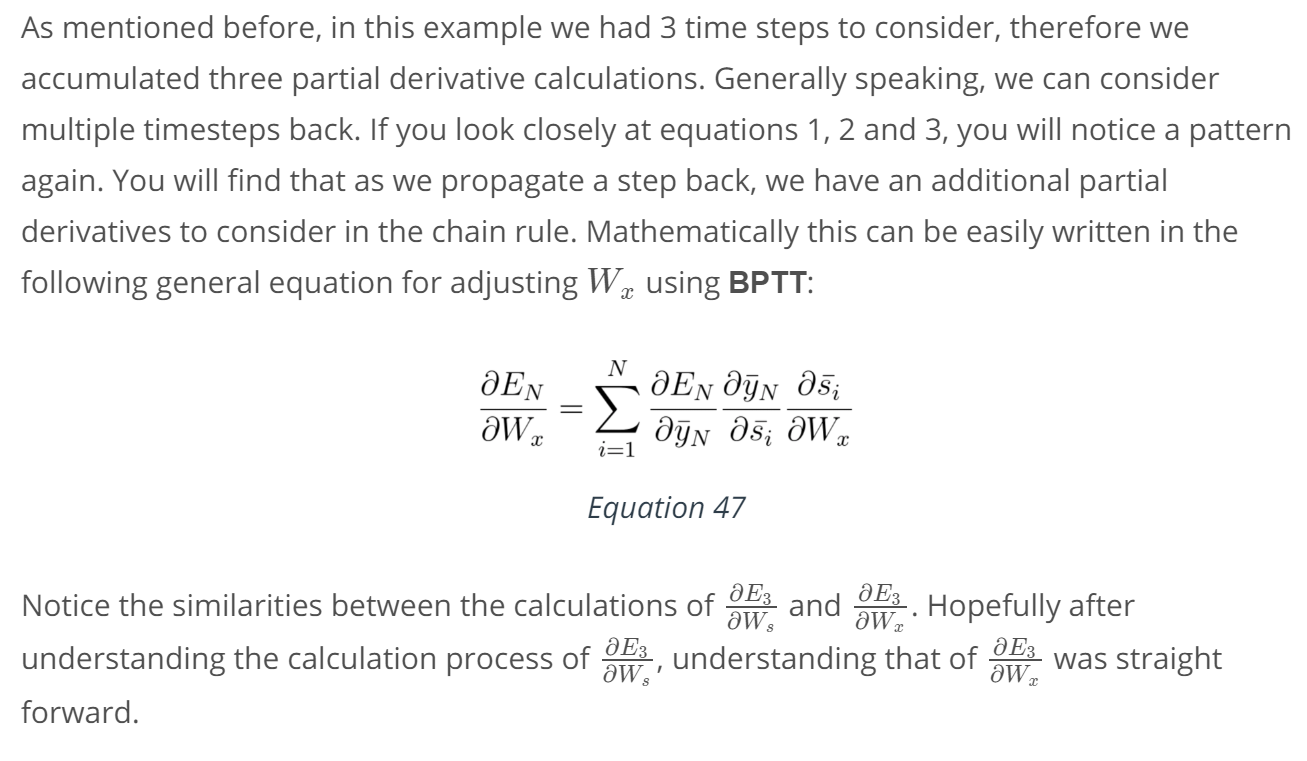 As mentioned before, in this example we had 3 time steps to consider, therefore we
accumulated three partial derivative calculations. Generally speaking, we can consider
multiple timesteps back. If you look closely at equations 1, 2 and 3, you will notice a pattern
again. You will find that as we propagate a step back, we have an additional partial
derivatives to consider in the chain rule. Mathematically this can be easily written in the
following general equation for adjusting $W_x$ using BPTT:
$\frac{\partial E_N}{\partial W_x} = \sum_{i=1}^{N} \frac{\partial E_N}{\partial \bar{y}_N} \frac{\partial \bar{y}_N}{\partial \bar{s}_i} \frac{\partial \bar{s}_i}{\partial W_x}$
Equation 47
Notice the similarities between the calculations of $\frac{\partial E_3}{\partial W_s}$ and $\frac{\partial E_3}{\partial W_x}$. Hopefully after
understanding the calculation process of $\frac{\partial E_3}{\partial W_s}$, understanding that of $\frac{\partial E_3}{\partial W_x}$ was straight
forward.